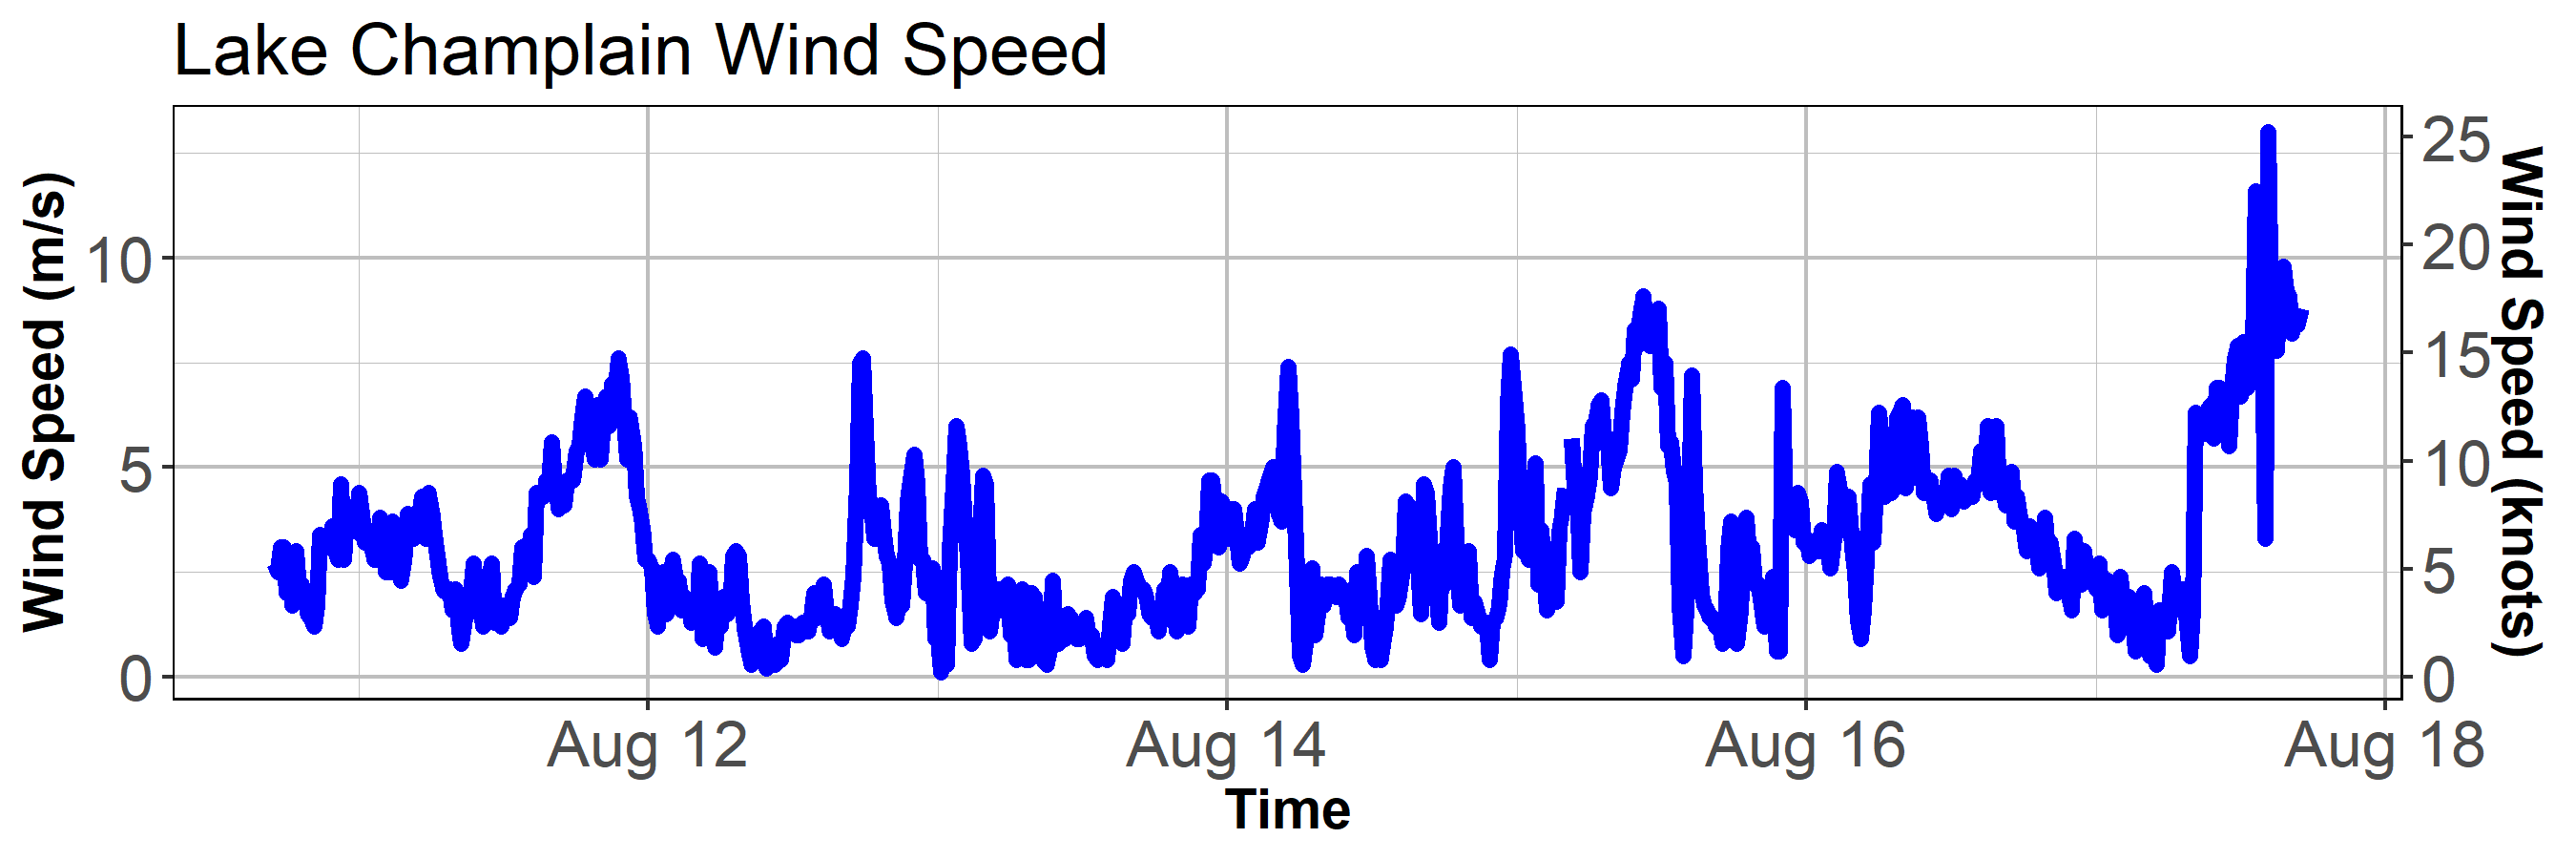 Lake Champlain Wind Speed
Wind Speed (m/s)
10
5
0
25
20
15
10
5
0
Wind Speed (knots)
Aug 12
Aug 14
Aug 16
Aug 18
Time